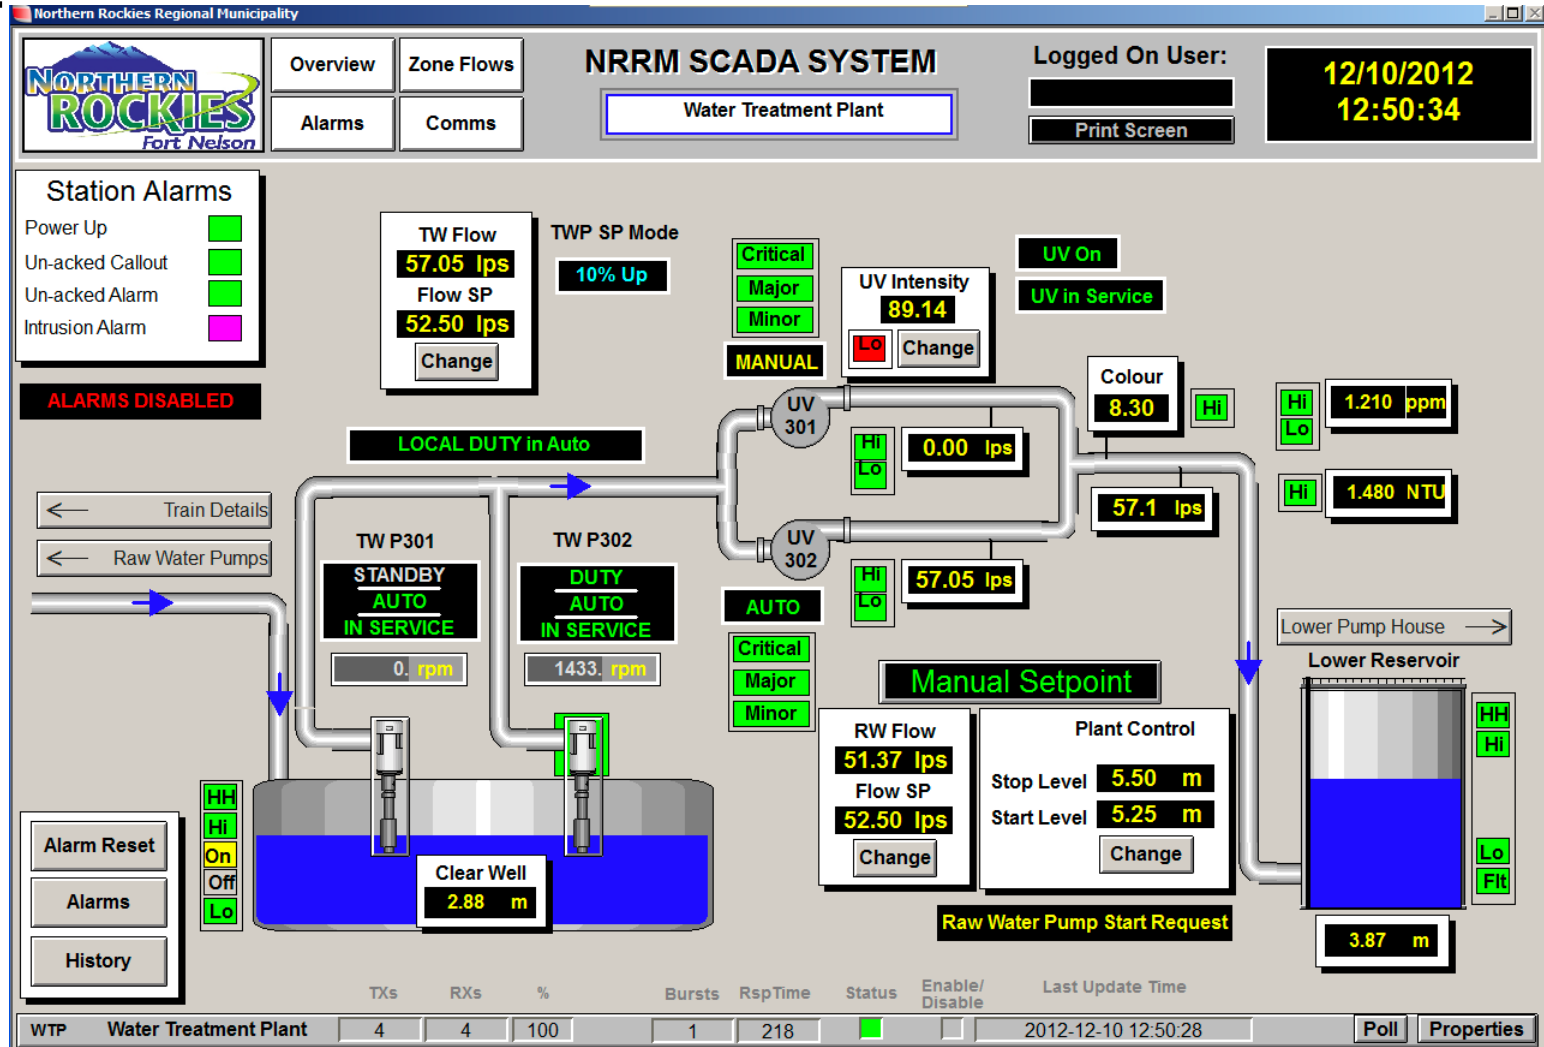 Northern Rockies Regional Municipality
NORTHERN
ROCKIES
Fort Nelson
Overview
Zone Flows
Alarms
Comms
NRRM SCADA SYSTEM
Water Treatment Plant
Logged On User:
Print Screen
12/10/2012
12:50:34
Station Alarms
Power Up
Un-acked Callout
Un-acked Alarm
Intrusion Alarm
ALARMS DISABLED
TW Flow
57.05 lps
Flow SP
52.50 lps
Change
TWP SP Mode
10% Up
Critical
Major
Minor
MANUAL
UV Intensity
89.14
Lo
Change
UV On
UV in Service
Colour
8.30
Hi
Hi
Lo
1.210 ppm
Hi
1.480 NTU
LOCAL DUTY in Auto
UV
301
Hi
Lo
0.00 lps
57.1 lps
Train Details
Raw Water Pumps
TW P301
STANDBY
AUTO
IN SERVICE
0. rpm
TW P302
DUTY
AUTO
IN SERVICE
1433. rpm
UV
302
Hi
Lo
57.05 lps
AUTO
Critical
Major
Minor
Lower Pump House
Lower Reservoir
HH
Hi
Lo
Flt
3.87 m
Manual Setpoint
RW Flow
51.37 lps
Flow SP
52.50 lps
Change
Plant Control
Stop Level 5.50 m
Start Level 5.25 m
Change
Raw Water Pump Start Request
HH
Hi
On
Off
Lo
Clear Well
2.88 m
Alarm Reset
Alarms
History
TXs RXs % Bursts RspTime Status Enable/ Disable Last Update Time
WTP Water Treatment Plant 4 4 100 1 218 2012-12-10 12:50:28 Poll Properties